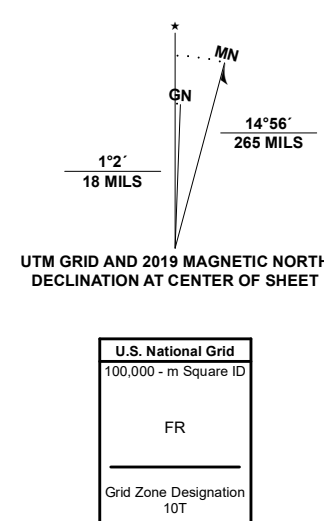 ★
MN
GN
14°56´
265 MILS
1°2´
18 MILS
UTM GRID AND 2019 MAGNETIC NORTH
DECLINATION AT CENTER OF SHEET
U.S. National Grid
100,000 - m Square ID
FR
Grid Zone Designation
10T